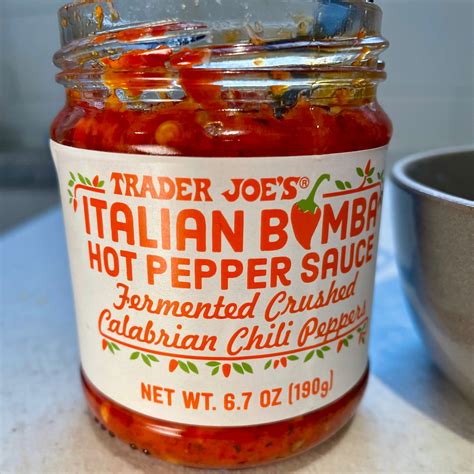 TRADER JOE'S®
ITALIAN BOMBA
HOT PEPPER SAUCE
Fermented Crushed
Calabrian Chili Peppers
NET WT. 6.7 OZ (190g)